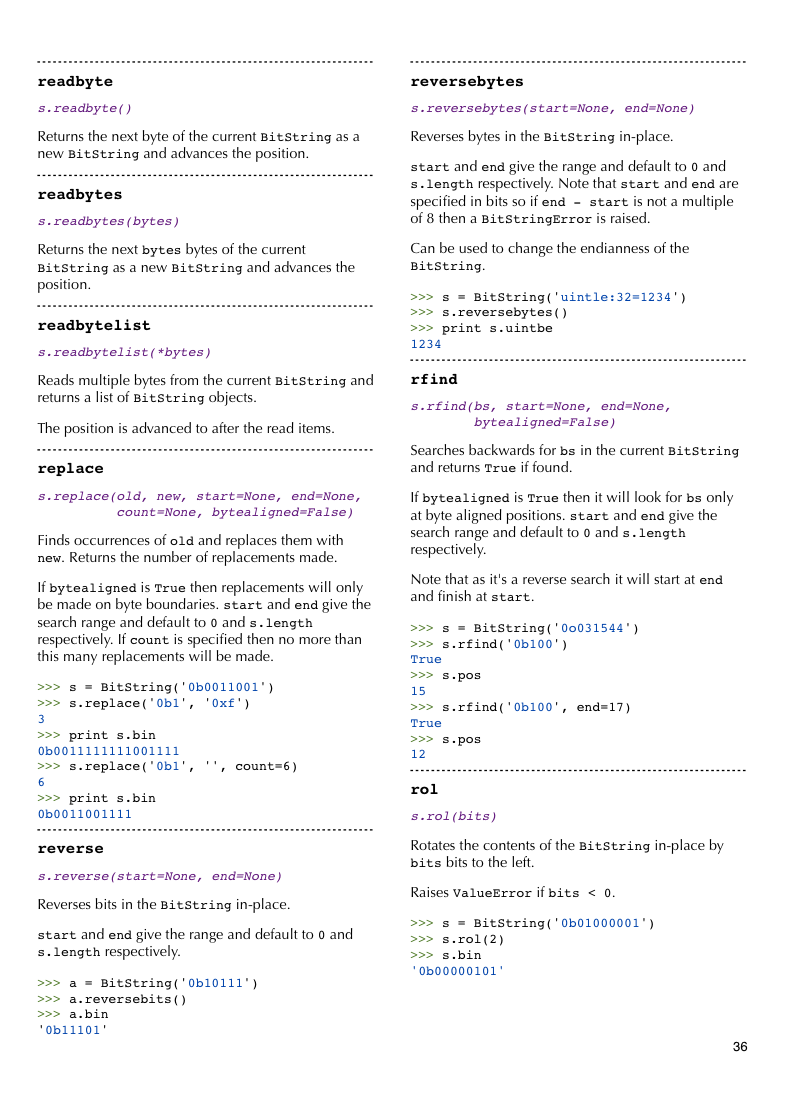 readbyte
s.readbyte()
Returns the next byte of the current BitString as a
new BitString and advances the position.
readbytes
s.readbytes(bytes)
Returns the next bytes bytes of the current
BitString as a new BitString and advances the
position.
readbytelist
s.readbytelist(*bytes)
Reads multiple bytes from the current BitString and
returns a list of BitString objects.
The position is advanced to after the read items.
replace
s.replace(old, new, start=None, end=None,
count=None, bytealigned=False)
Finds occurrences of old and replaces them with
new. Returns the number of replacements made.
If bytealigned is True then replacements will only
be made on byte boundaries. start and end give the
search range and default to 0 and s.length
respectively. If count is specified then no more than
this many replacements will be made.
>>> s = BitString('0b0011001')
>>> s.replace('0b1', '0xf')
3
>>> print s.bin
0b0011111111001111
>>> s.replace('0b1', '', count=6)
6
>>> print s.bin
0b0011001111
reverse
s.reverse(start=None, end=None)
Reverses bits in the BitString in-place.
start and end give the range and default to 0 and
s.length respectively.
>>> a = BitString('0b10111')
>>> a.reversebits()
>>> a.bin
'0b11101'
reversebytes
s.reversebytes(start=None, end=None)
Reverses bytes in the BitString in-place.
start and end give the range and default to 0 and
s.length respectively. Note that start and end are
specified in bits so if end - start is not a multiple
of 8 then a BitStringError is raised.
Can be used to change the endianness of the
BitString.
>>> s = BitString('uintle:32=1234')
>>> s.reversebytes()
>>> print s.uintbe
1234
rfind
s.rfind(bs, start=None, end=None,
bytealigned=False)
Searches backwards for bs in the current BitString
and returns True if found.
If bytealigned is True then it will look for bs only
at byte aligned positions. start and end give the
search range and default to 0 and s.length
respectively.
Note that as it's a reverse search it will start at end
and finish at start.
>>> s = BitString('0o031544')
>>> s.rfind('0b100')
True
>>> s.pos
15
>>> s.rfind('0b100', end=17)
True
>>> s.pos
12
rol
s.rol(bits)
Rotates the contents of the BitString in-place by
bits bits to the left.
Raises ValueError if bits < 0.
>>> s = BitString('0b01000001')
>>> s.rol(2)
>>> s.bin
'0b00000101'
36